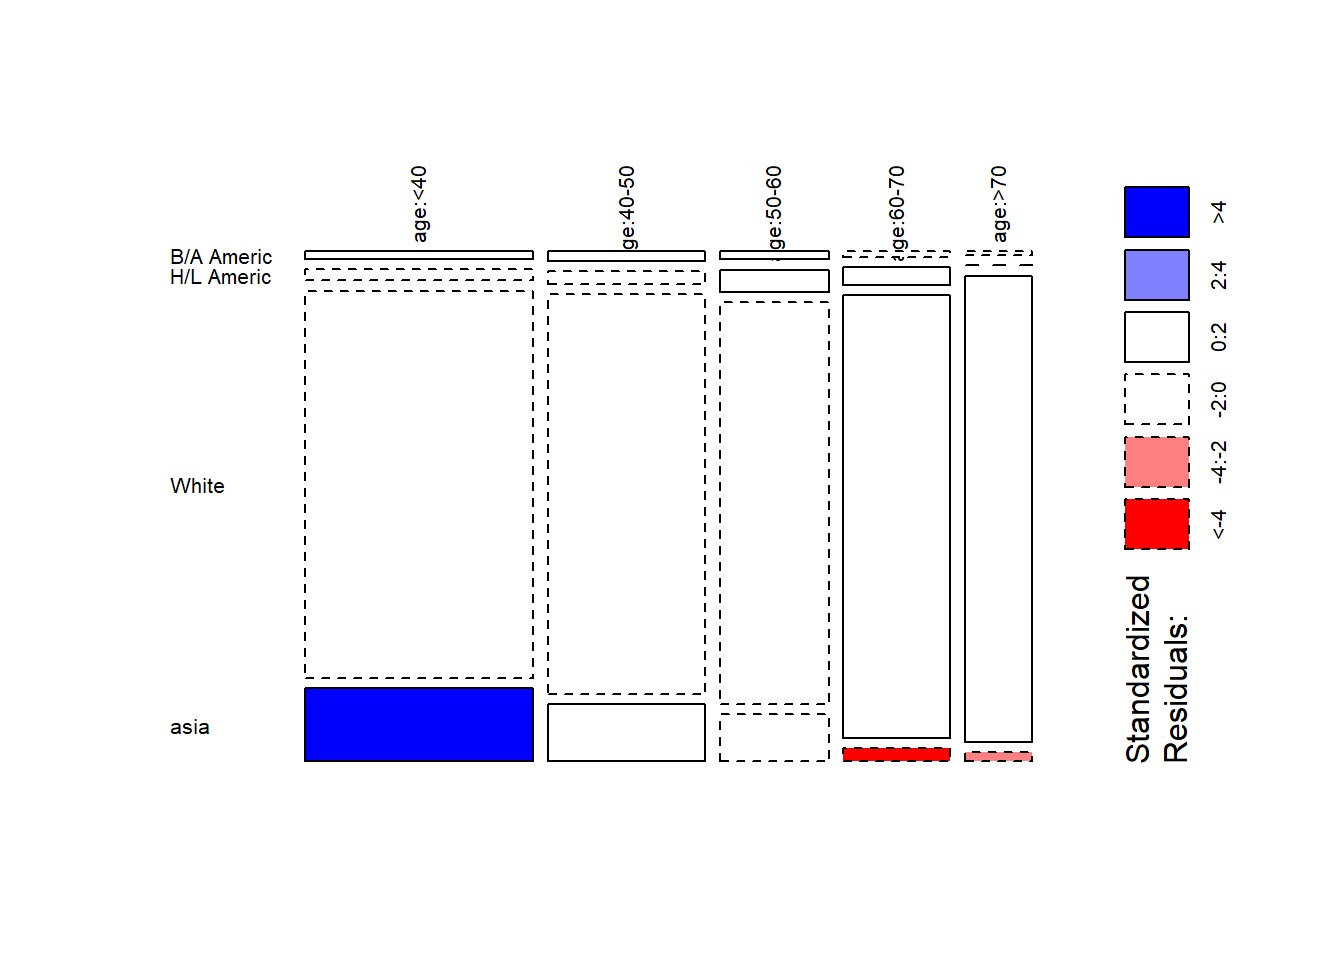 age:<40
ge:40-50
ge:50-60
ge:60-70
age:>70
B/A Americ
H/L Americ
White
asia
>4
2:4
0:2
-2:0
-4:-2
<-4
Standardized
Residuals: